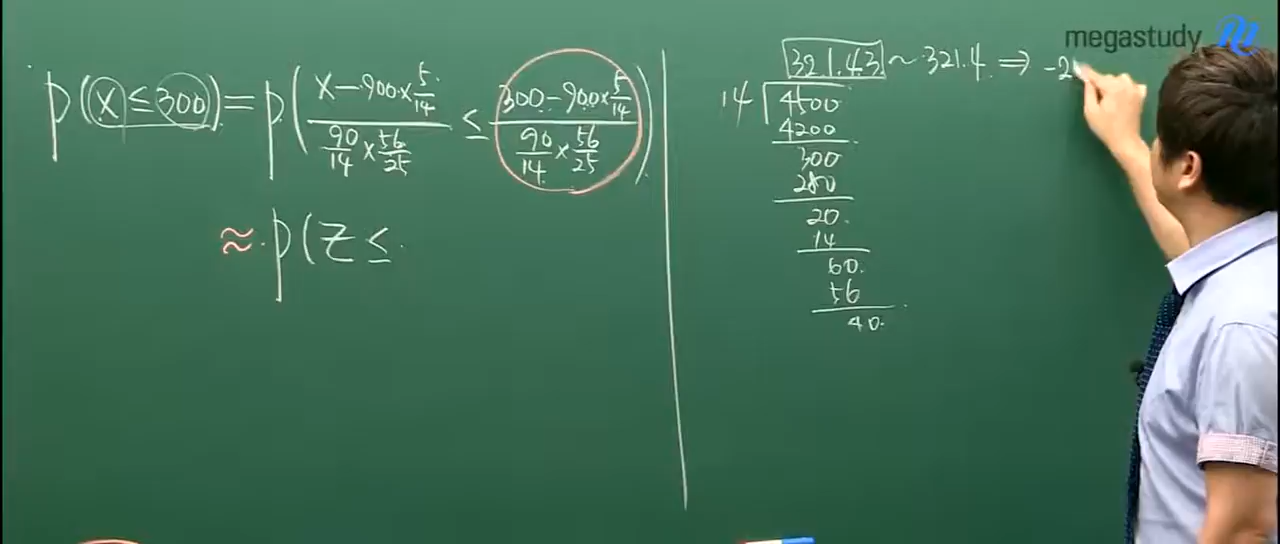 megastudy
P(X ≤ 300) = P( (X - 900 × 5/14) / (90/14 × 56/25) ≤ (300 - 900 × 5/14) / (90/14 × 56/25) )
≈ P(Z ≤
321.43 ~ 321.4 ⇒ -2
14
4500
4200
300
280
20
14
60
56
40